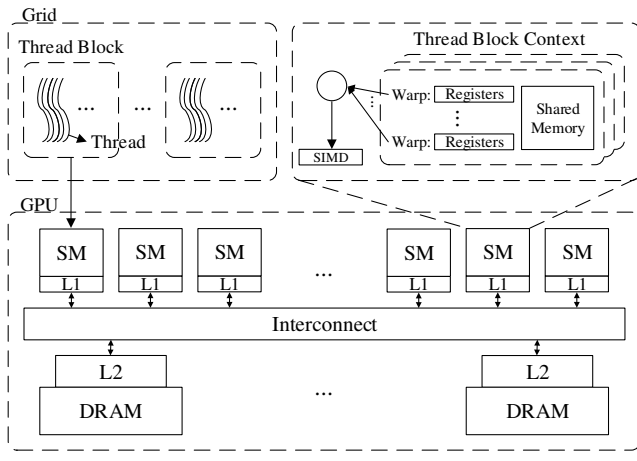 Grid
Thread Block
... ... ...
Thread
Thread Block Context
Warp: Registers
...
...
Warp: Registers
Shared
Memory
SIMD
GPU
SM SM SM ... SM SM SM
L1 L1 L1 L1 L1 L1
Interconnect
L2 ... L2
DRAM DRAM